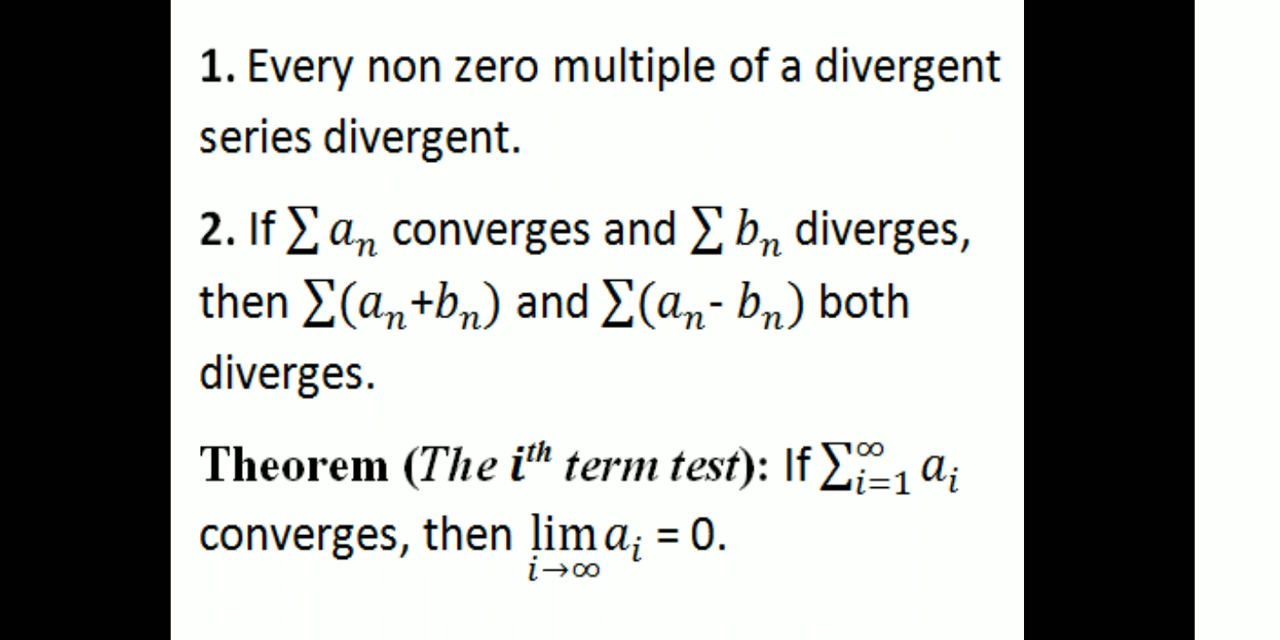 1. Every non zero multiple of a divergent
series divergent.
2. If ∑ aₙ converges and ∑ bₙ diverges,
then ∑(aₙ+bₙ) and ∑(aₙ- bₙ) both
diverges.
Theorem (The iᵗʰ term test): If ∑_{i=1}^{∞} aᵢ
converges, then lim_{i→∞} aᵢ = 0.